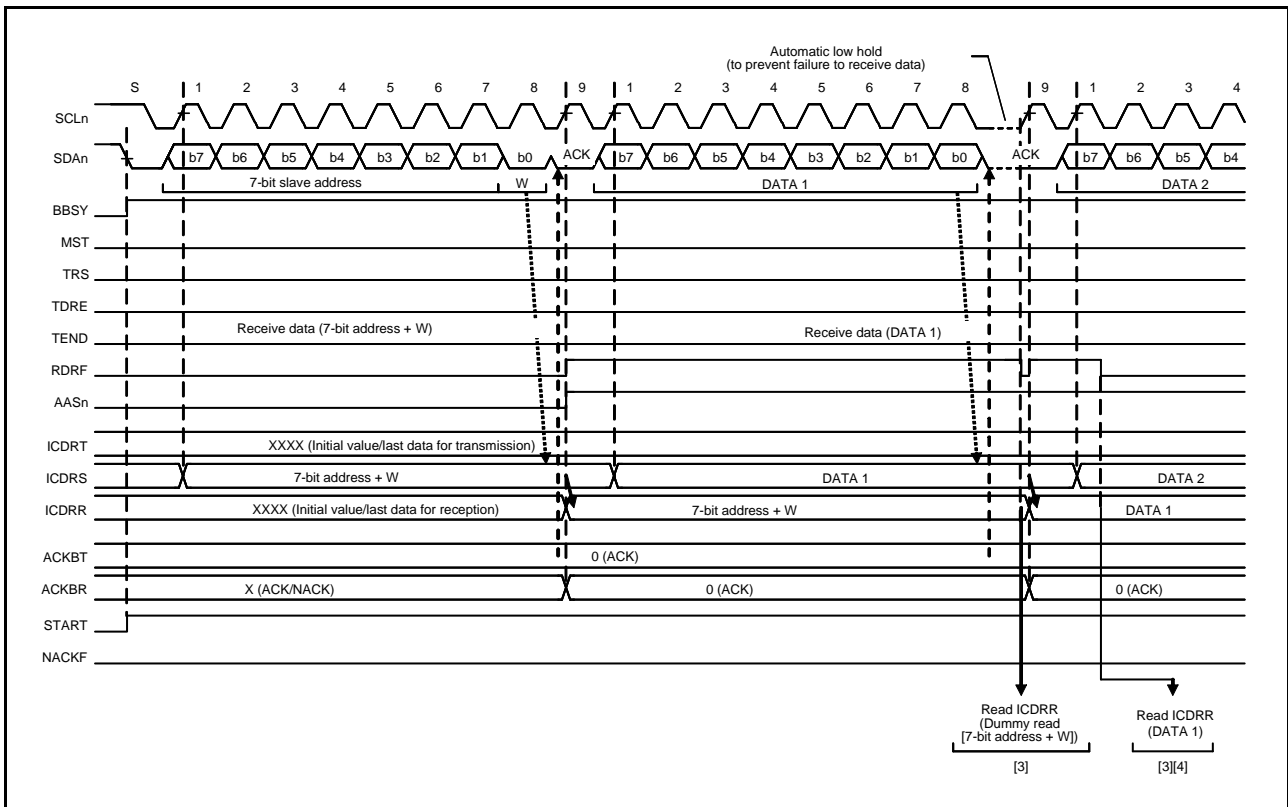 Automatic low hold
(to prevent failure to receive data)
S 1 2 3 4 5 6 7 8 9 1 2 3 4 5 6 7 8 9 1 2 3 4
SCLn
SDAn b7 b6 b5 b4 b3 b2 b1 b0 ACK b7 b6 b5 b4 b3 b2 b1 b0 ACK b7 b6 b5 b4
7-bit slave address W DATA 1 DATA 2
BBSY
MST
TRS
TDRE
Receive data (7-bit address + W) Receive data (DATA 1)
TEND
RDRF
AASn
ICDRT XXXX (Initial value/last data for transmission)
ICDRS 7-bit address + W DATA 1 DATA 2
ICDRR XXXX (Initial value/last data for reception) 7-bit address + W DATA 1
ACKBT 0 (ACK)
ACKBR X (ACK/NACK) 0 (ACK) 0 (ACK)
START
NACKF
Read ICDRR
(Dummy read
[7-bit address + W])
[3]
Read ICDRR
(DATA 1)
[3][4]